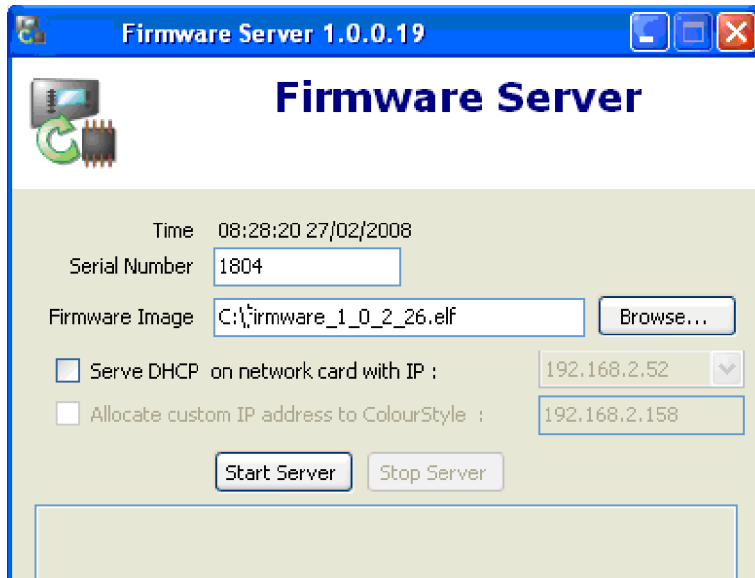 Firmware Server 1.0.0.19
Firmware Server
Time 08:28:20 27/02/2008
Serial Number 1804
Firmware Image C:\firmware_1_0_2_26.elf Browse...
Serve DHCP on network card with IP : 192.168.2.52
Allocate custom IP address to ColourStyle : 192.168.2.158
Start Server Stop Server